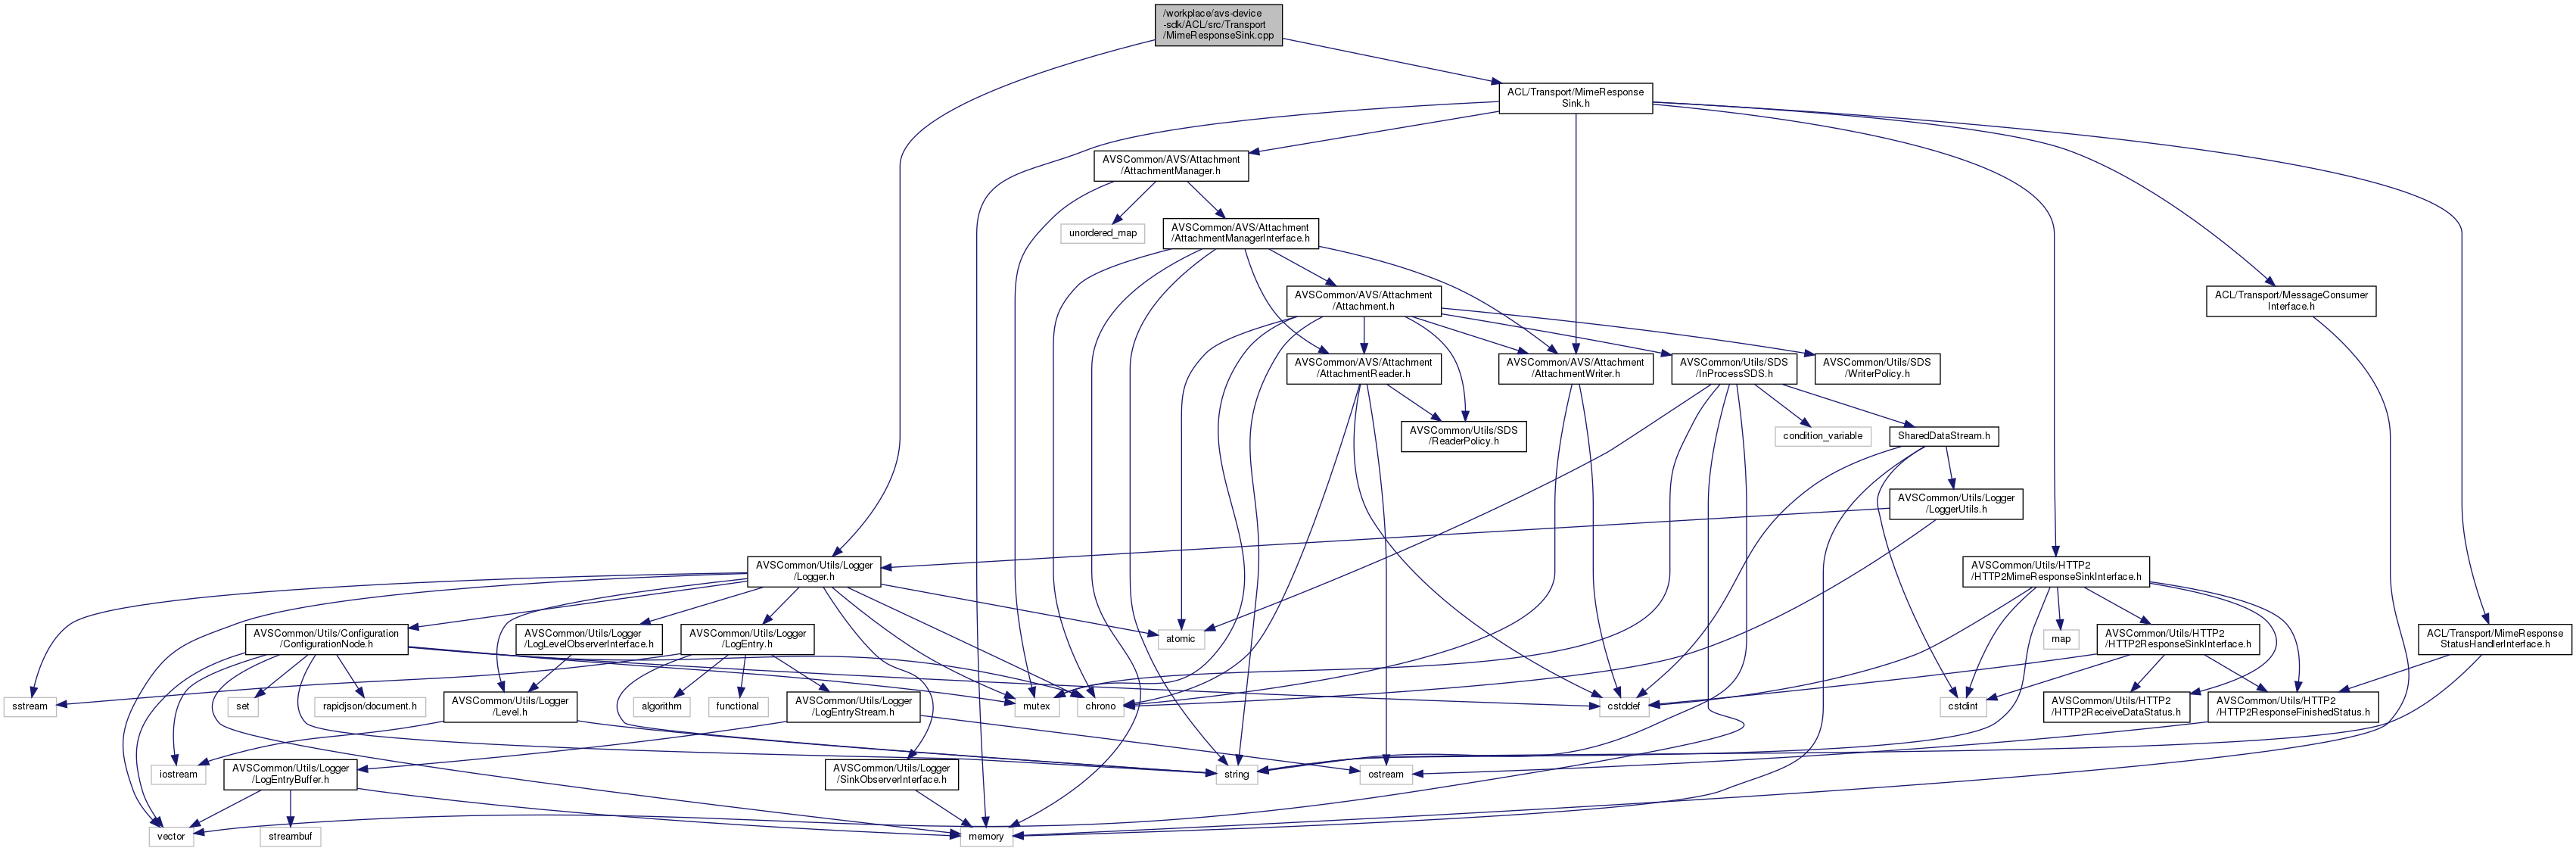 /workplace/avs-device
-sdk/ACL/src/Transport
/MimeResponseSink.cpp
ACL/Transport/MimeResponse
Sink.h
AVSCommon/AVS/Attachment
/AttachmentManager.h
unordered_map
AVSCommon/AVS/Attachment
/AttachmentManagerInterface.h
AVSCommon/AVS/Attachment
/Attachment.h
ACL/Transport/MessageConsumer
Interface.h
AVSCommon/AVS/Attachment
/AttachmentReader.h
AVSCommon/AVS/Attachment
/AttachmentWriter.h
AVSCommon/Utils/SDS
/InProcessSDS.h
AVSCommon/Utils/SDS
/WriterPolicy.h
AVSCommon/Utils/SDS
/ReaderPolicy.h
condition_variable
SharedDataStream.h
AVSCommon/Utils/Logger
/LoggerUtils.h
AVSCommon/Utils/Logger
/Logger.h
AVSCommon/Utils/HTTP2
/HTTP2MimeResponseSinkInterface.h
AVSCommon/Utils/Configuration
/ConfigurationNode.h
AVSCommon/Utils/Logger
/LogLevelObserverInterface.h
AVSCommon/Utils/Logger
/LogEntry.h
atomic
map
AVSCommon/Utils/HTTP2
/HTTP2ResponseSinkInterface.h
ACL/Transport/MimeResponse
StatusHandlerInterface.h
sstream
set
rapidjson/document.h
AVSCommon/Utils/Logger
/Level.h
algorithm
functional
AVSCommon/Utils/Logger
/LogEntryStream.h
mutex
chrono
cstddef
cstdint
AVSCommon/Utils/HTTP2
/HTTP2ReceiveDataStatus.h
AVSCommon/Utils/HTTP2
/HTTP2ResponseFinishedStatus.h
iostream
AVSCommon/Utils/Logger
/LogEntryBuffer.h
AVSCommon/Utils/Logger
/SinkObserverInterface.h
string
ostream
vector
streambuf
memory